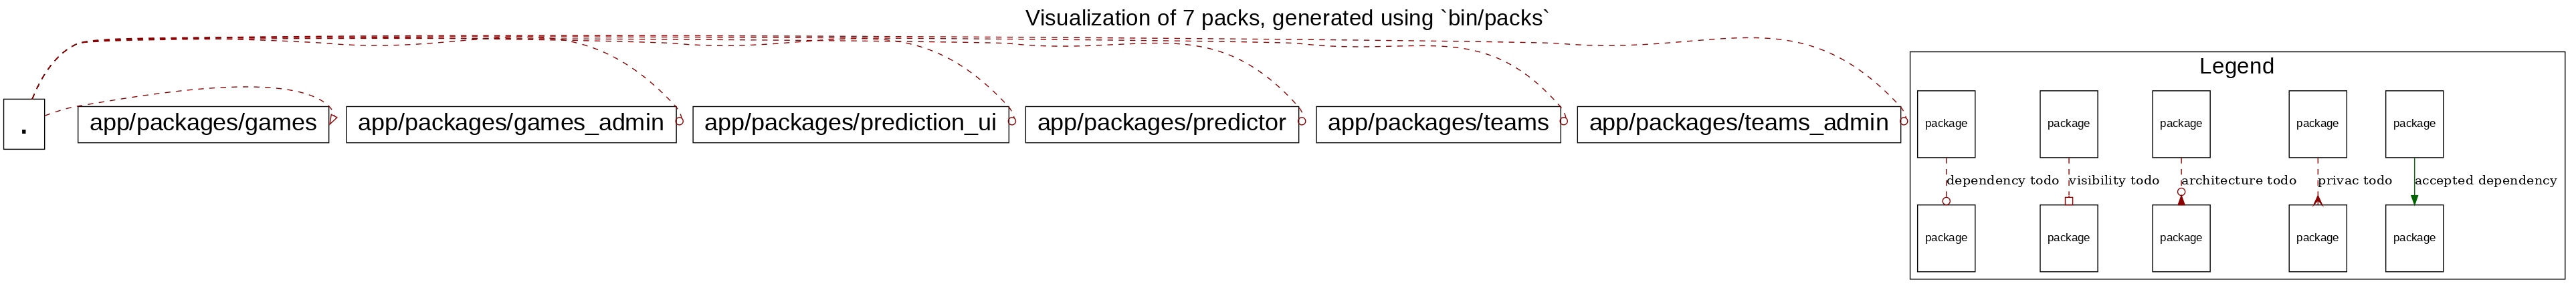 Visualization of 7 packs, generated using `bin/packs`
.
app/packages/games
app/packages/games_admin
app/packages/prediction_ui
app/packages/predictor
app/packages/teams
app/packages/teams_admin
Legend
package
package
package
package
package
dependency todo
visibility todo
architecture todo
privac todo
accepted dependency
package
package
package
package
package